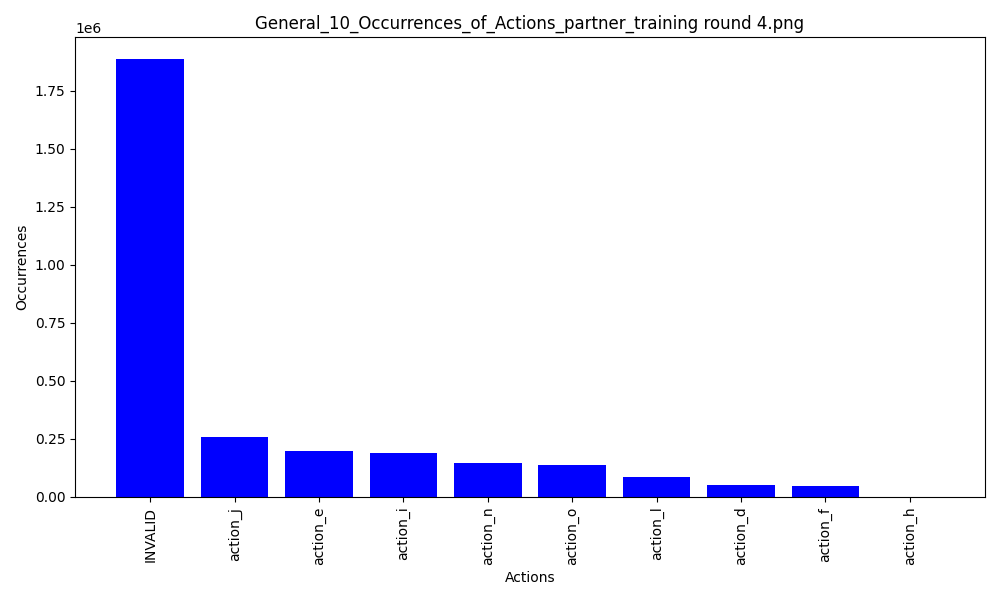 General_10_Occurrences_of_Actions_partner_training round 4.png
1e6
1.75
1.50
1.25
1.00
0.75
0.50
0.25
0.00
Occurrences
INVALID
action_j
action_e
action_i
action_n
action_o
action_l
action_d
action_f
action_h
Actions